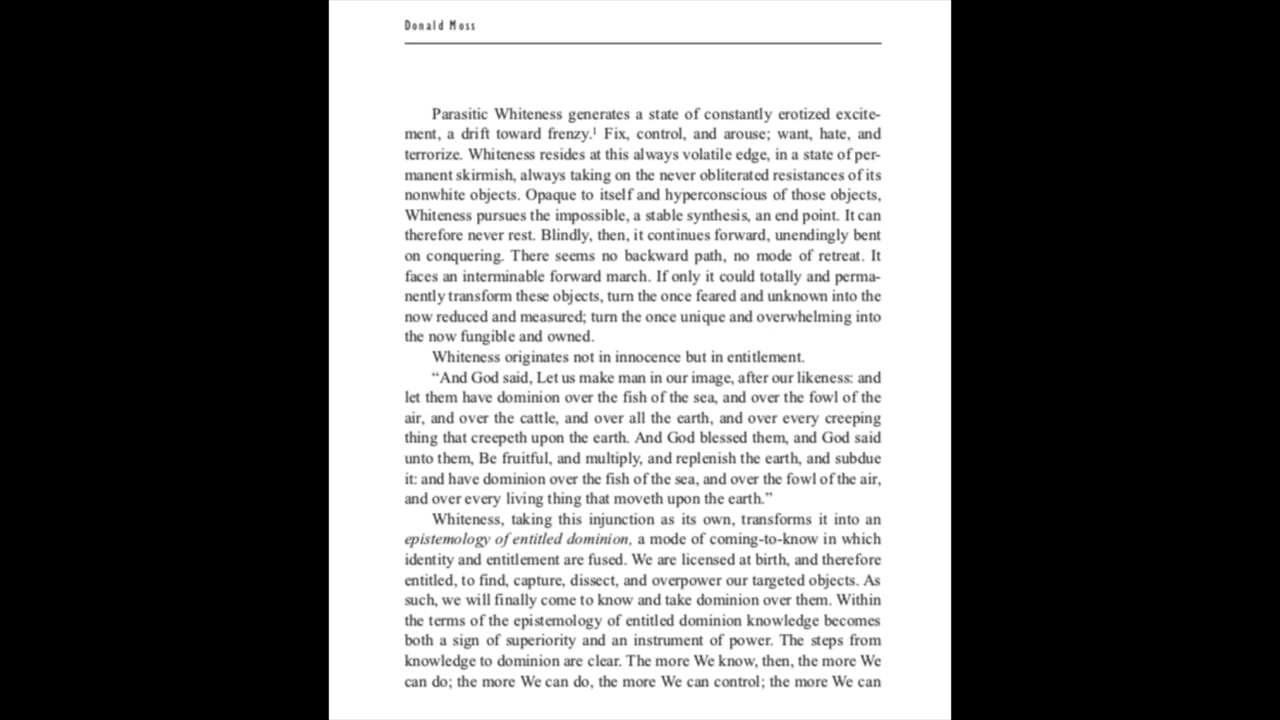 Donald Moss
Parasitic Whiteness generates a state of constantly erotized excite-
ment, a drift toward frenzy.¹ Fix, control, and arouse; want, hate, and
terrorize. Whiteness resides at this always volatile edge, in a state of per-
manent skirmish, always taking on the never obliterated resistances of its
nonwhite objects. Opaque to itself and hyperconscious of those objects,
Whiteness pursues the impossible, a stable synthesis, an end point. It can
therefore never rest. Blindly, then, it continues forward, unendingly bent
on conquering. There seems no backward path, no mode of retreat. It
faces an interminable forward march. If only it could totally and perma-
nently transform these objects, turn the once feared and unknown into the
now reduced and measured; turn the once unique and overwhelming into
the now fungible and owned.
Whiteness originates not in innocence but in entitlement.
“And God said, Let us make man in our image, after our likeness: and
let them have dominion over the fish of the sea, and over the fowl of the
air, and over the cattle, and over all the earth, and over every creeping
thing that creepeth upon the earth. And God blessed them, and God said
unto them, Be fruitful, and multiply, and replenish the earth, and subdue
it: and have dominion over the fish of the sea, and over the fowl of the air,
and over every living thing that moveth upon the earth.”
Whiteness, taking this injunction as its own, transforms it into an
epistemology of entitled dominion, a mode of coming-to-know in which
identity and entitlement are fused. We are licensed at birth, and therefore
entitled, to find, capture, dissect, and overpower our targeted objects. As
such, we will finally come to know and take dominion over them. Within
the terms of the epistemology of entitled dominion knowledge becomes
both a sign of superiority and an instrument of power. The steps from
knowledge to dominion are clear. The more We know, then, the more We
can do; the more We can do, the more We can control; the more We can